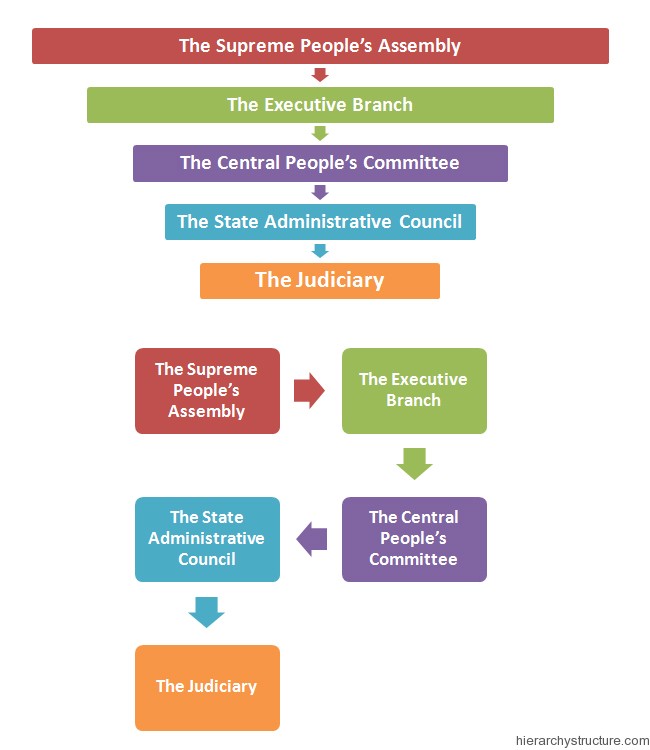 The Supreme People's Assembly
The Executive Branch
The Central People's Committee
The State Administrative Council
The Judiciary
The Supreme
People's
Assembly
The Executive
Branch
The State
Administrative
Council
The Central
People's
Committee
The Judiciary
hierarchystructure.com